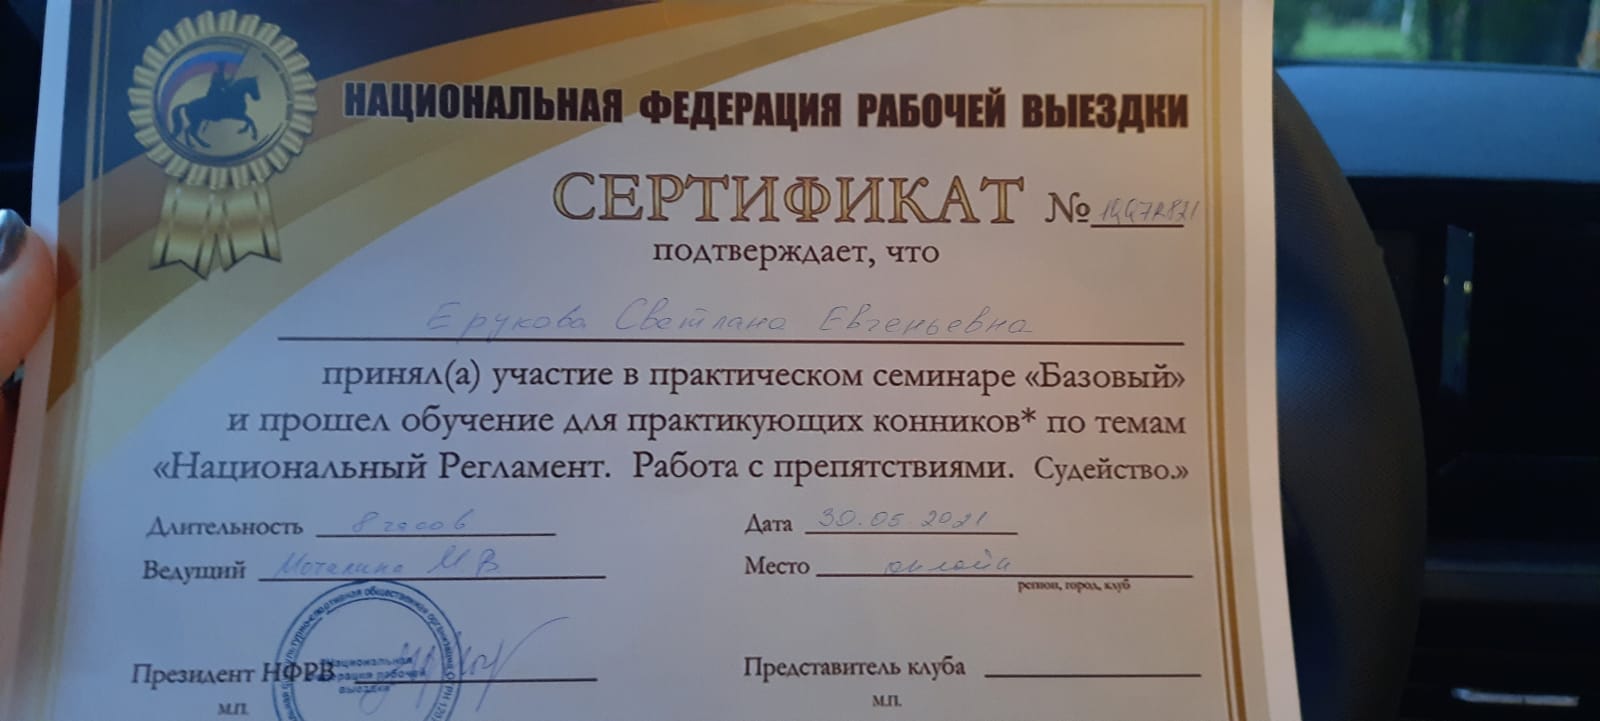 НАЦИОНАЛЬНАЯ ФЕДЕРАЦИЯ РАБОЧЕЙ ВЫЕЗДКИ
СЕРТИФИКАТ №
подтверждает, что
Ерукова Светлана Евгеньевна
принял(а) участие в практическом семинаре «Базовый»
и прошел обучение для практикующих конников* по темам
«Национальный Регламент. Работа с препятствиями. Судейство.»
Длительность 8 часов Дата 30.05.2021
Ведущий М В Место онлайн
регион, город, клуб
Президент НФРВ Представитель клуба
М.П. М.П.